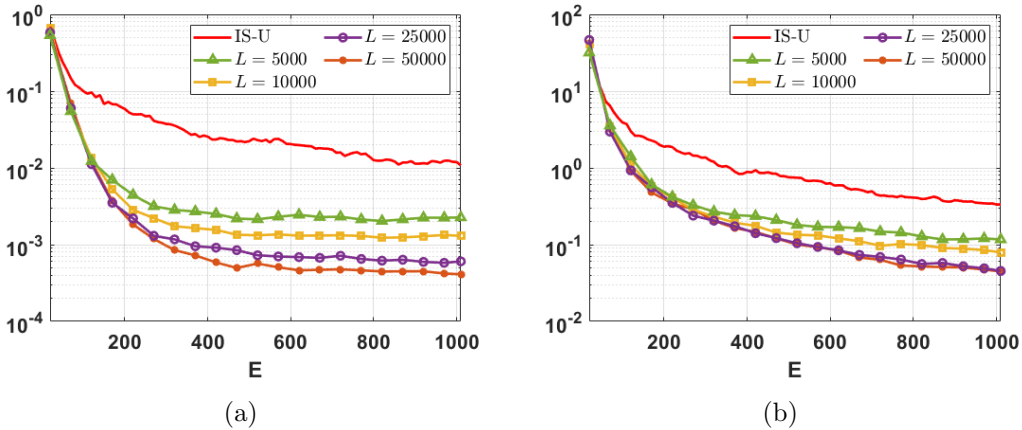 10^0
10^-1
10^-2
10^-3
10^-4
IS-U
L = 5000
L = 10000
L = 25000
L = 50000
200 400 600 800 1000
E
(a)
10^2
10^1
10^0
10^-1
10^-2
IS-U
L = 5000
L = 10000
L = 25000
L = 50000
200 400 600 800 1000
E
(b)